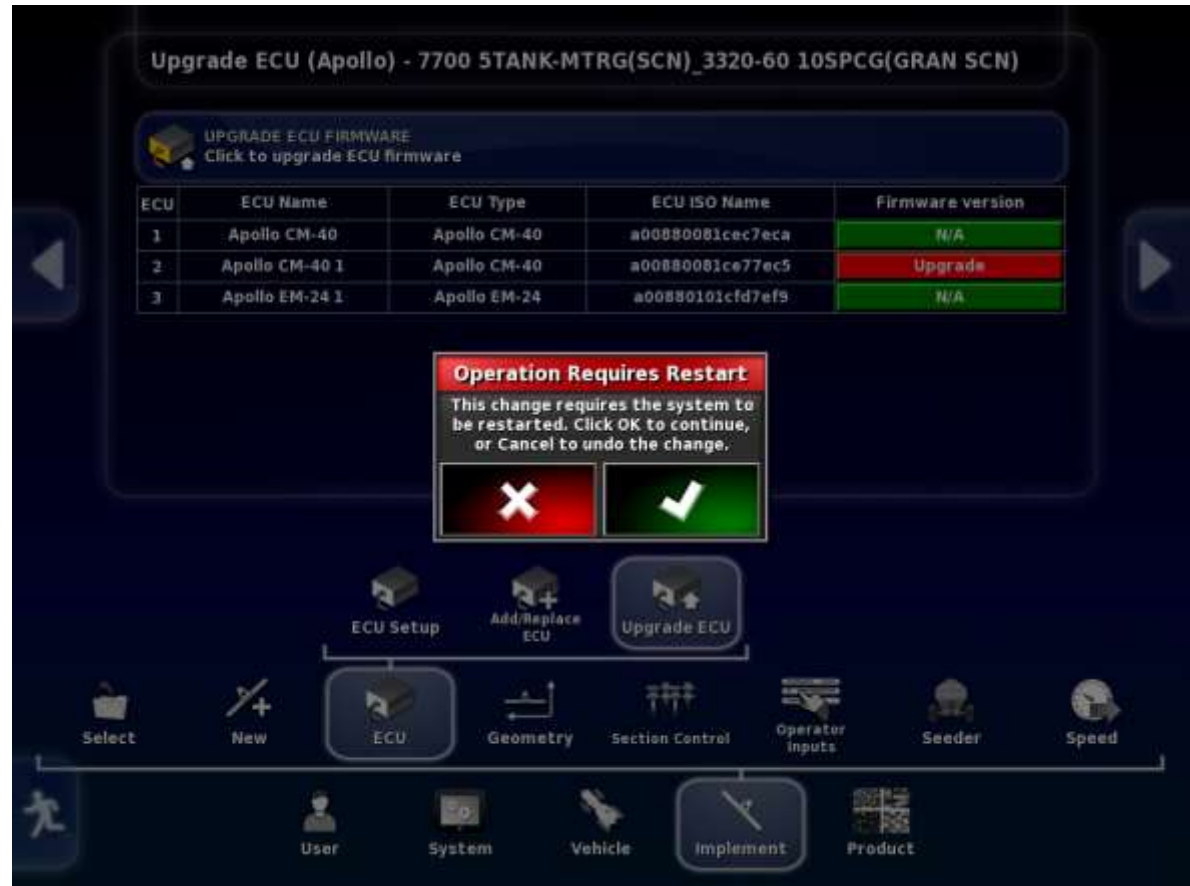 Upgrade ECU (Apollo) - 7700 5TANK-MTRG(SCN)_3320-60 10SPCG(GRAN SCN)
UPGRADE ECU FIRMWARE
Click to upgrade ECU firmware
ECU ECU Name ECU Type ECU ISO Name Firmware version
1 Apollo CM-40 Apollo CM-40 a00880081cec7eca N/A
2 Apollo CM-40 1 Apollo CM-40 a00880081ce77ec5 Upgrade
3 Apollo EM-24 1 Apollo EM-24 a00880101cfd7ef9 N/A
Operation Requires Restart
This change requires the system to
be restarted. Click OK to continue,
or Cancel to undo the change.
ECU Setup
Add/Replace
ECU
Upgrade ECU
Select
New
ECU
Geometry
Section Control
Operator
Inputs
Seeder
Speed
User
System
Vehicle
Implement
Product